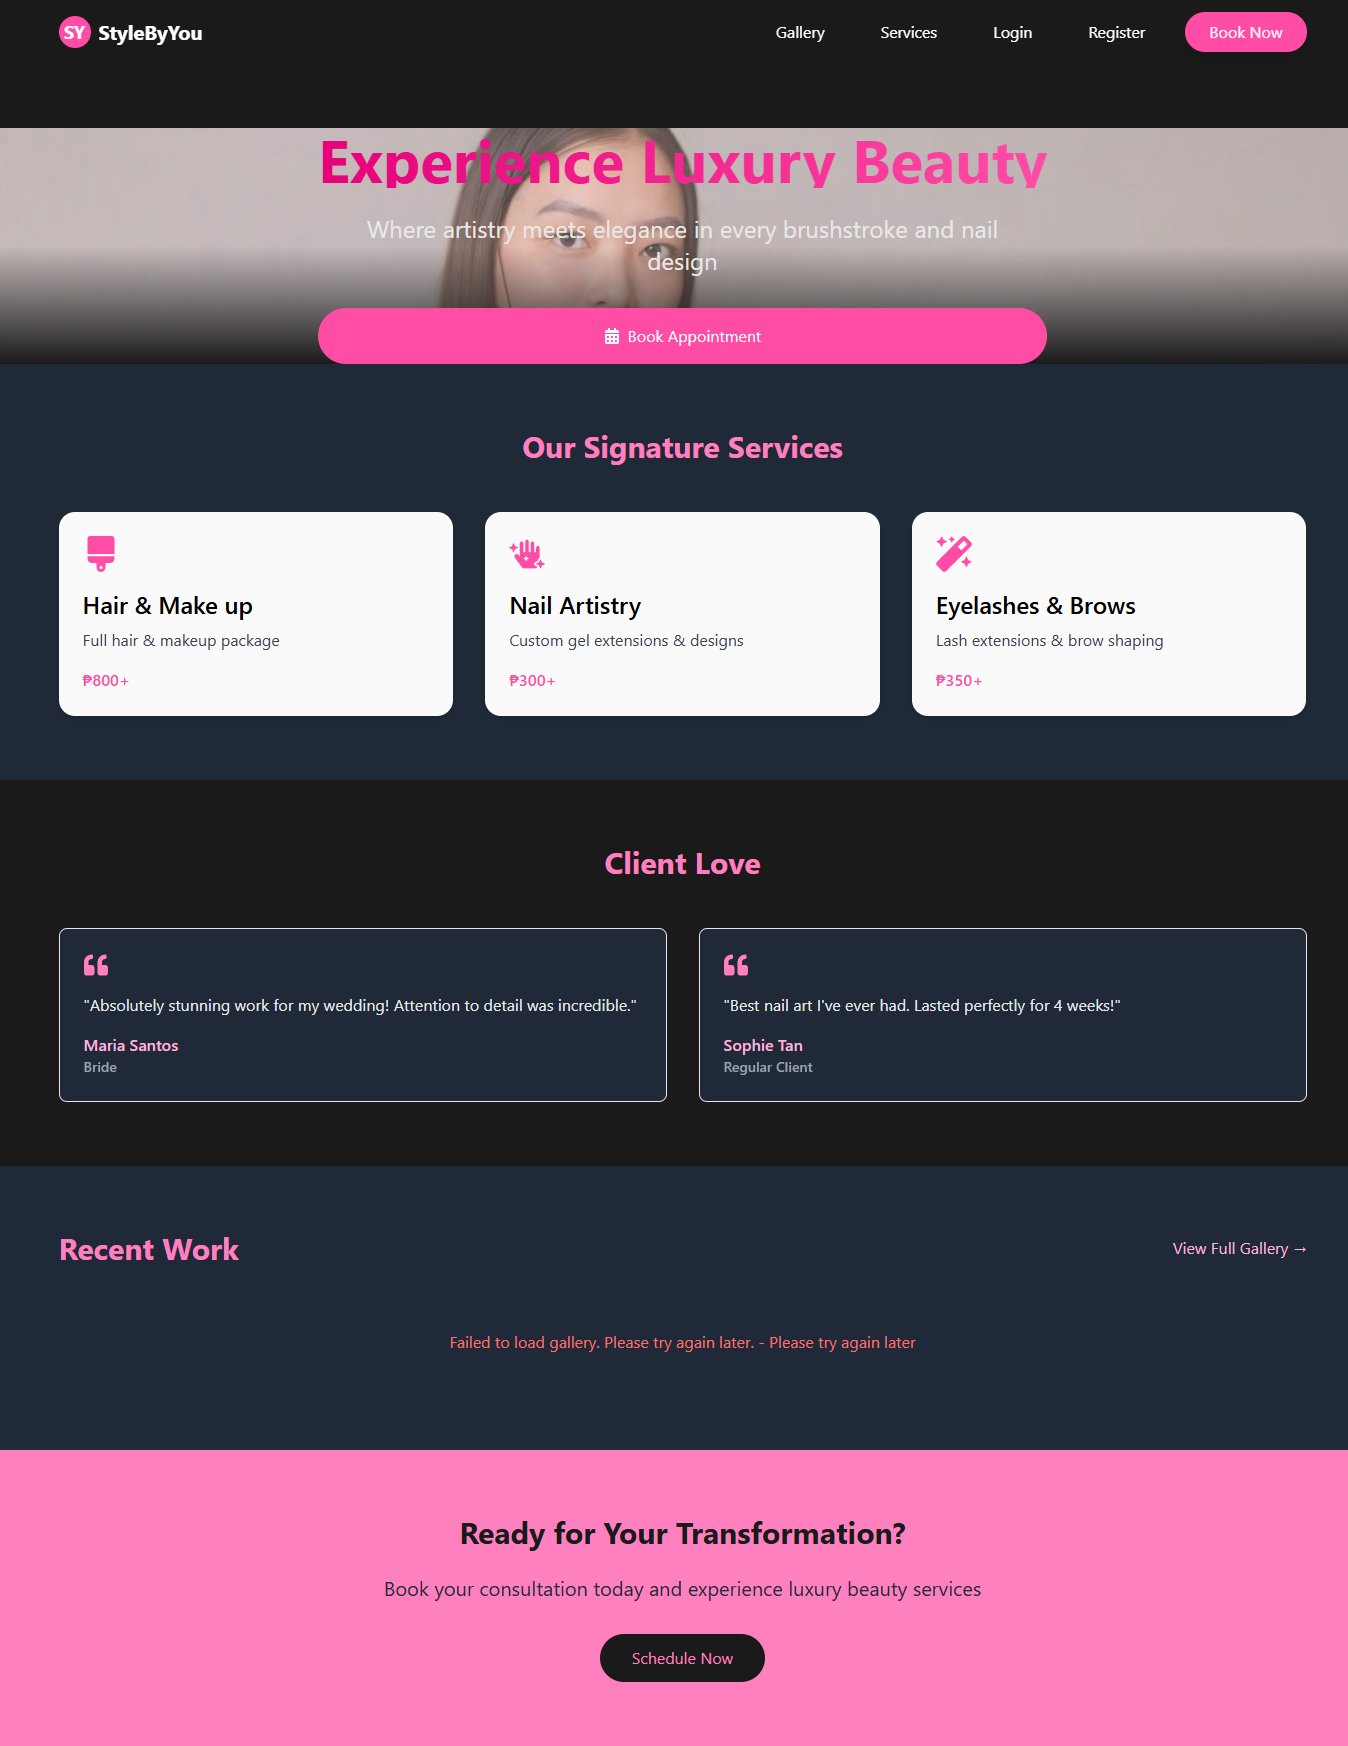 SY StyleByYou
Gallery Services Login Register Book Now
Experience Luxury Beauty
Where artistry meets elegance in every brushstroke and nail
design
Book Appointment
Our Signature Services
Hair & Make up
Full hair & makeup package
₱800+
Nail Artistry
Custom gel extensions & designs
₱300+
Eyelashes & Brows
Lash extensions & brow shaping
₱350+
Client Love
"Absolutely stunning work for my wedding! Attention to detail was incredible."
Maria Santos
Bride
"Best nail art I've ever had. Lasted perfectly for 4 weeks!"
Sophie Tan
Regular Client
Recent Work
View Full Gallery →
Failed to load gallery. Please try again later. - Please try again later
Ready for Your Transformation?
Book your consultation today and experience luxury beauty services
Schedule Now